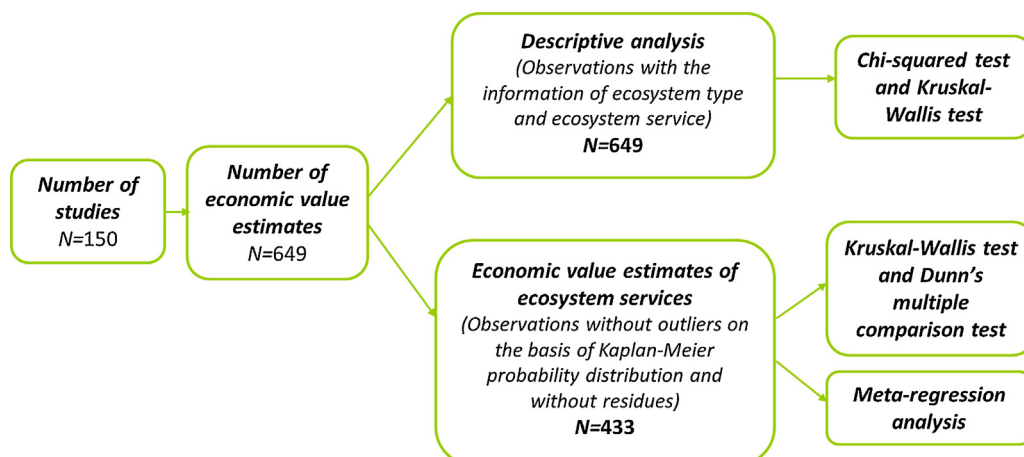 Number of
studies
N=150
Number of
economic value
estimates
N=649
Descriptive analysis
(Observations with the
information of ecosystem type
and ecosystem service)
N=649
Chi-squared test
and Kruskal-
Wallis test
Economic value estimates of
ecosystem services
(Observations without outliers on
the basis of Kaplan-Meier
probability distribution and
without residues)
N=433
Kruskal-Wallis test
and Dunn's
multiple
comparison test
Meta-regression
analysis